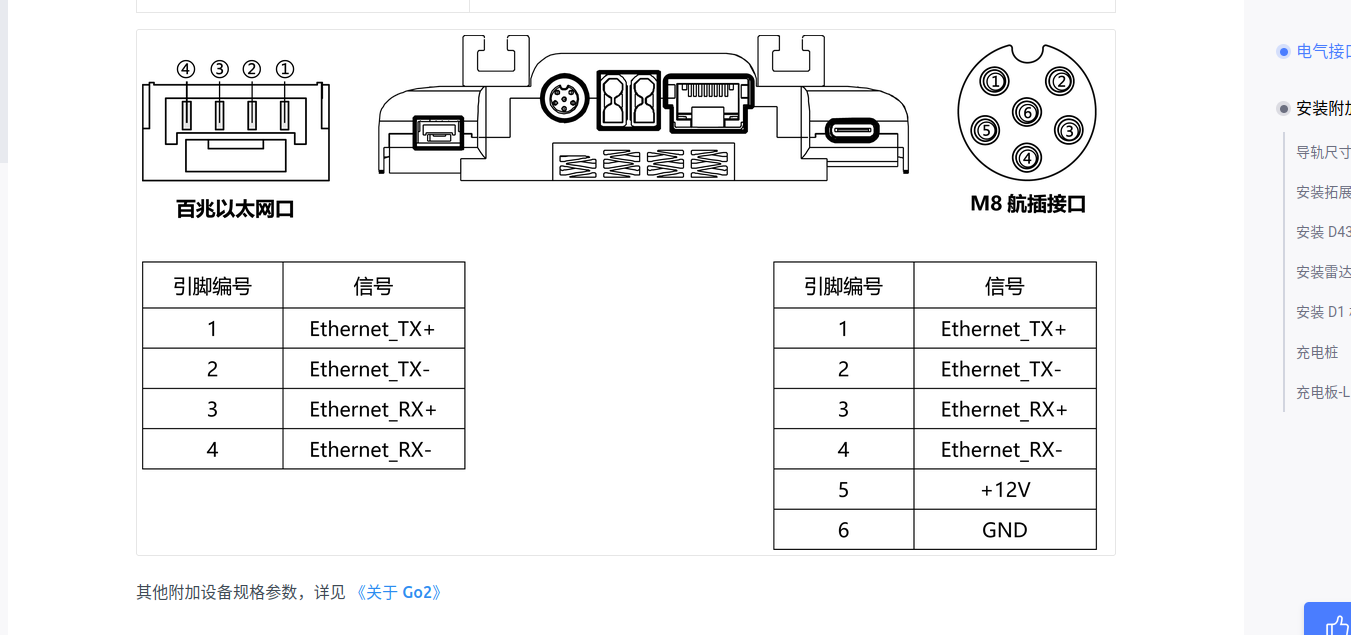 ④ ③ ② ①
百兆以太网口
① ② ⑥ ⑤ ③ ④
M8 航插接口
引脚编号 信号
1 Ethernet_TX+
2 Ethernet_TX-
3 Ethernet_RX+
4 Ethernet_RX-
引脚编号 信号
1 Ethernet_TX+
2 Ethernet_TX-
3 Ethernet_RX+
4 Ethernet_RX-
5 +12V
6 GND
其他附加设备规格参数，详见 《关于 Go2》
电气接口
安装附加
导轨尺寸
安装拓展
安装 D43
安装雷达
安装 D1
充电桩
充电板-L